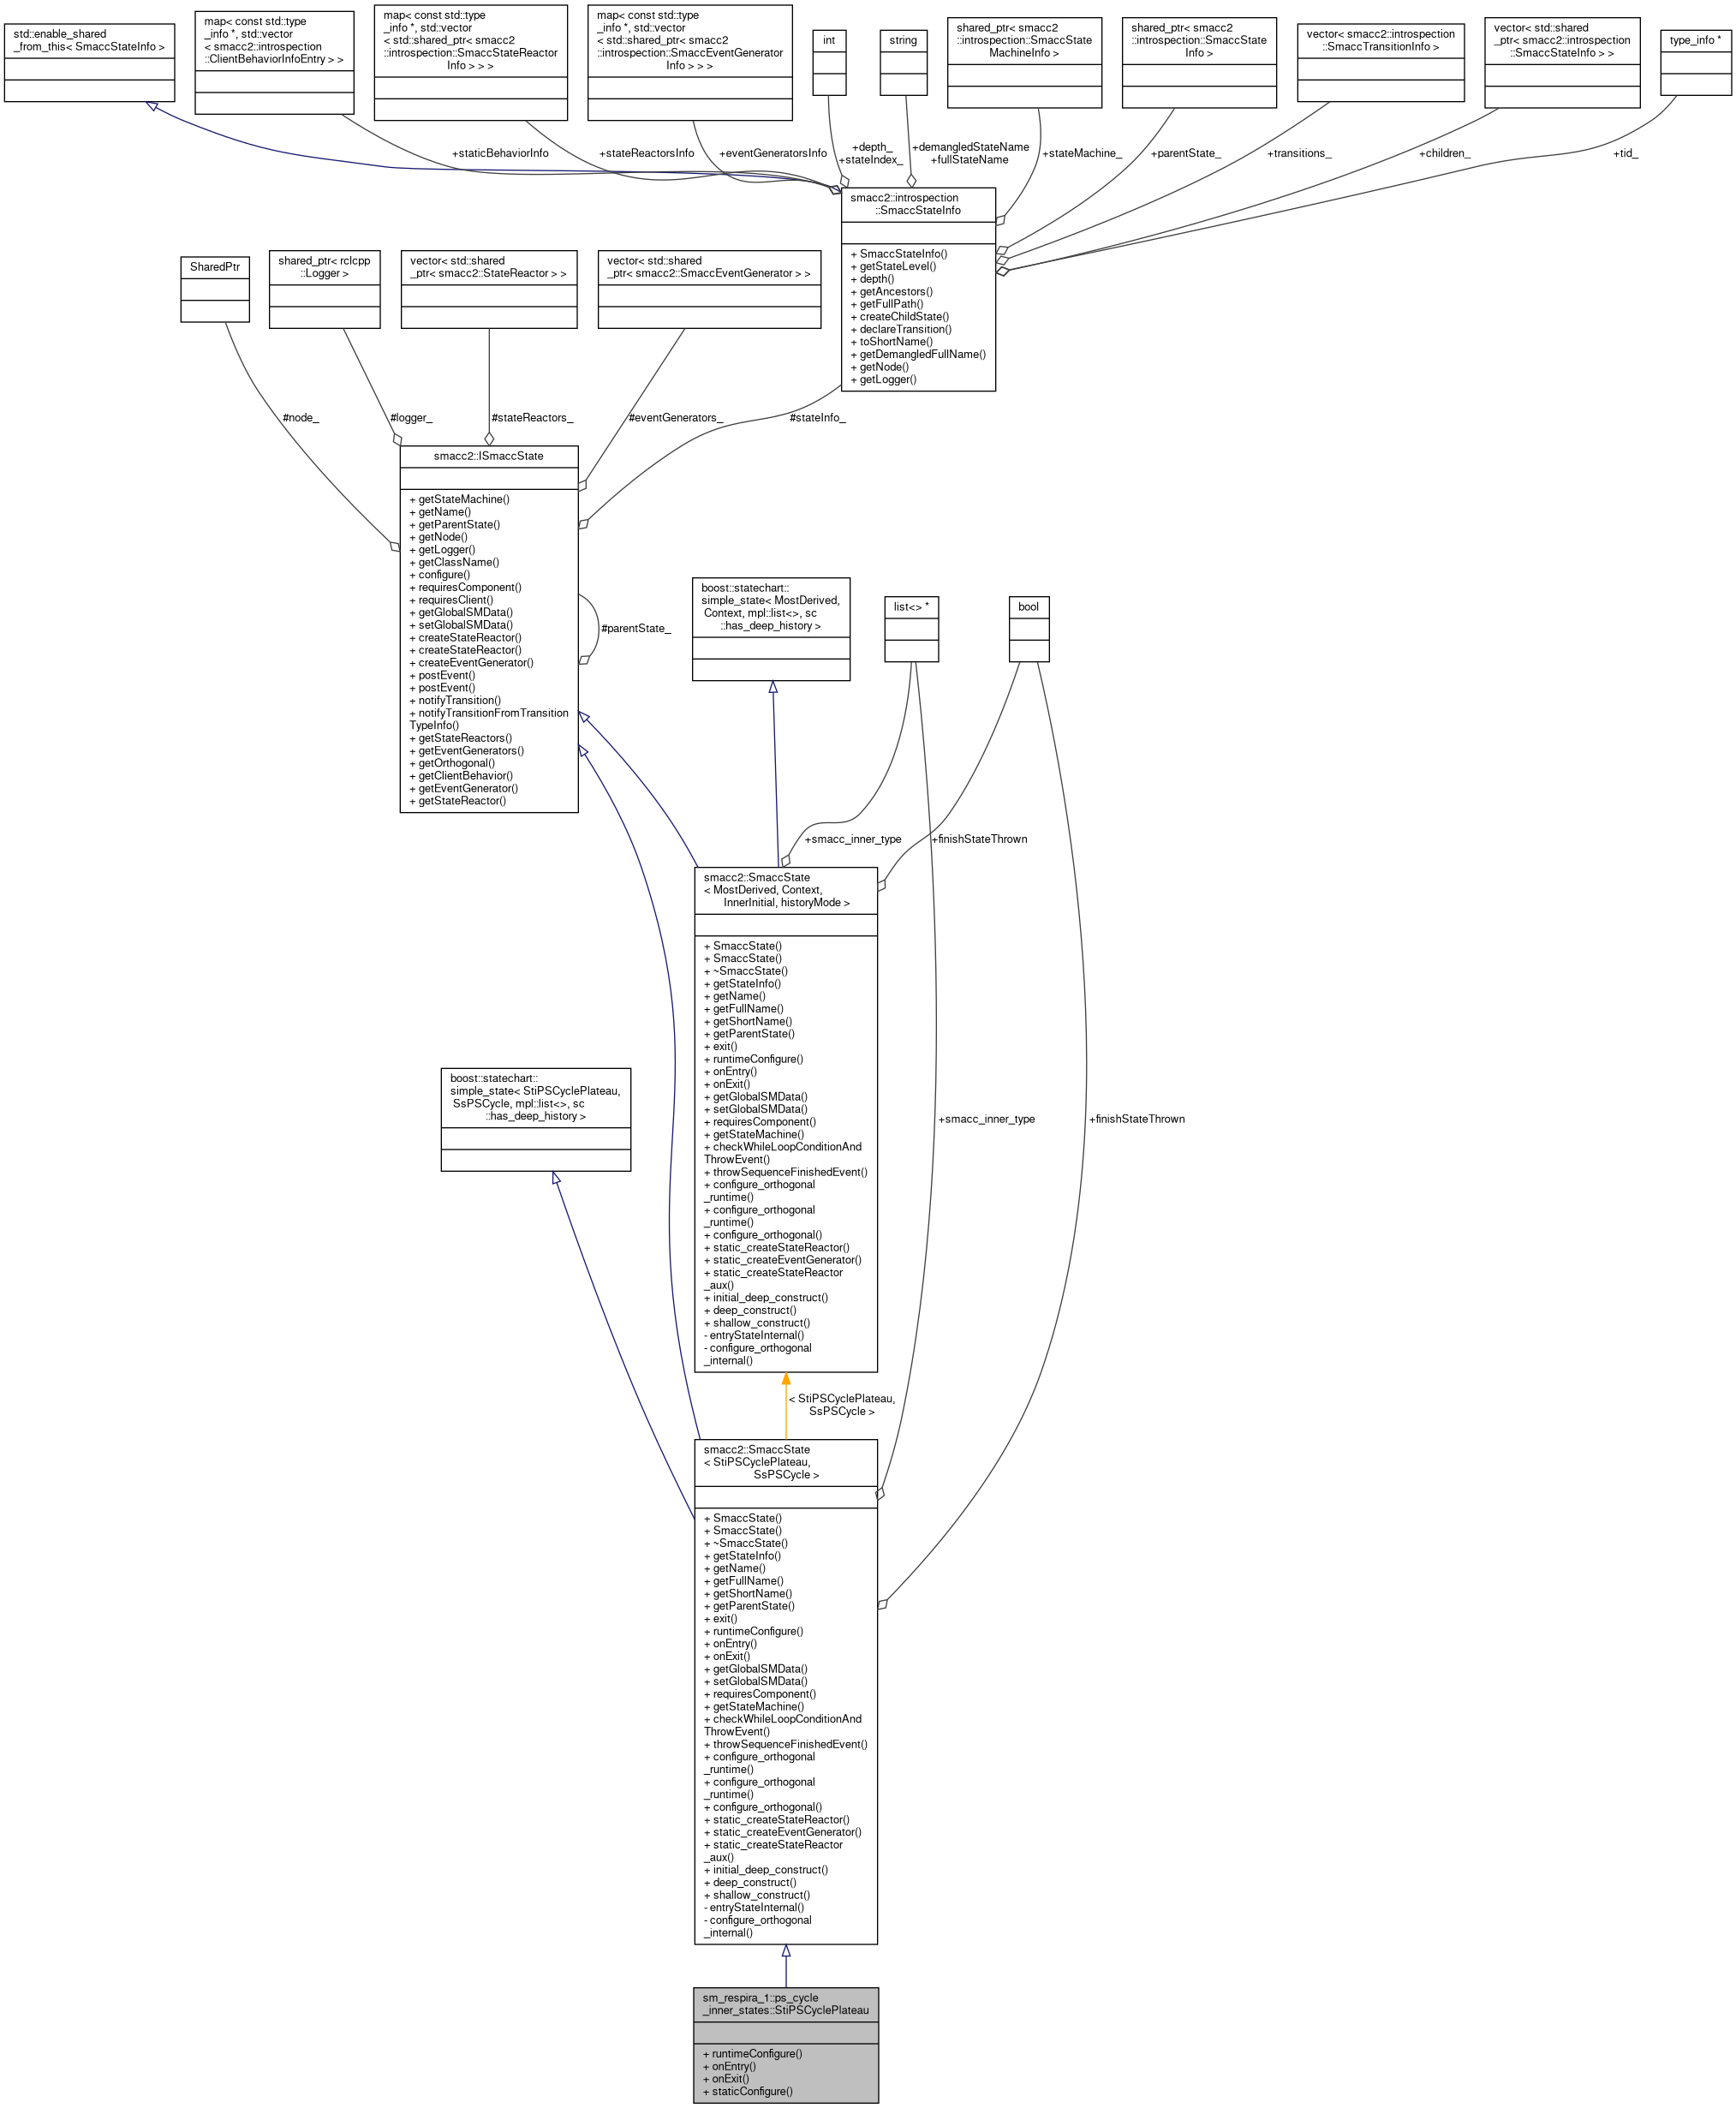 std::enable_shared
_from_this< SmaccStateInfo >
map< const std::type
_info *, std::vector
< smacc2::introspection
::ClientBehaviorInfoEntry > >
map< const std::type
_info *, std::vector
< std::shared_ptr< smacc2
::introspection::SmaccStateReactor
Info > > >
map< const std::type
_info *, std::vector
< std::shared_ptr< smacc2
::introspection::SmaccEventGenerator
Info > > >
int
string
shared_ptr< smacc2
::introspection::SmaccState
MachineInfo >
shared_ptr< smacc2
::introspection::SmaccState
Info >
vector< smacc2::introspection
::SmaccTransitionInfo >
vector< std::shared
_ptr< smacc2::introspection
::SmaccStateInfo > >
type_info *
+staticBehaviorInfo
+stateReactorsInfo
+eventGeneratorsInfo
+depth_
+stateIndex_
+demangledStateName
+fullStateName
+stateMachine_
+parentState_
+transitions_
+children_
+tid_
smacc2::introspection
::SmaccStateInfo
+ SmaccStateInfo()
+ getStateLevel()
+ depth()
+ getAncestors()
+ getFullPath()
+ createChildState()
+ declareTransition()
+ toShortName()
+ getDemangledFullName()
+ getNode()
+ getLogger()
SharedPtr
shared_ptr< rclcpp
::Logger >
vector< std::shared
_ptr< smacc2::StateReactor > >
vector< std::shared
_ptr< smacc2::SmaccEventGenerator > >
#node_
#logger_
#stateReactors_
#eventGenerators_
#stateInfo_
smacc2::ISmaccState
+ getStateMachine()
+ getName()
+ getParentState()
+ getNode()
+ getLogger()
+ getClassName()
+ configure()
+ requiresComponent()
+ requiresClient()
+ getGlobalSMData()
+ setGlobalSMData()
+ createStateReactor()
+ createStateReactor()
+ createEventGenerator()
+ postEvent()
+ postEvent()
+ notifyTransition()
+ notifyTransitionFromTransition
TypeInfo()
+ getStateReactors()
+ getEventGenerators()
+ getOrthogonal()
+ getClientBehavior()
+ getEventGenerator()
+ getStateReactor()
#parentState_
boost::statechart::
simple_state< MostDerived,
Context, mpl::list<>, sc
::has_deep_history >
list<> *
bool
+smacc_inner_type
+finishStateThrown
smacc2::SmaccState
< MostDerived, Context,
InnerInitial, historyMode >
+ SmaccState()
+ SmaccState()
+ ~SmaccState()
+ getStateInfo()
+ getName()
+ getFullName()
+ getShortName()
+ getParentState()
+ exit()
+ runtimeConfigure()
+ onEntry()
+ onExit()
+ getGlobalSMData()
+ setGlobalSMData()
+ requiresComponent()
+ getStateMachine()
+ checkWhileLoopConditionAnd
ThrowEvent()
+ throwSequenceFinishedEvent()
+ configure_orthogonal
_runtime()
+ configure_orthogonal
_runtime()
+ configure_orthogonal()
+ static_createStateReactor()
+ static_createEventGenerator()
+ static_createStateReactor
_aux()
+ initial_deep_construct()
+ deep_construct()
+ shallow_construct()
- entryStateInternal()
- configure_orthogonal
_internal()
boost::statechart::
simple_state< StiPSCyclePlateau,
SsPSCycle, mpl::list<>, sc
::has_deep_history >
+smacc_inner_type
+finishStateThrown
< StiPSCyclePlateau,
SsPSCycle >
smacc2::SmaccState
< StiPSCyclePlateau,
SsPSCycle >
+ SmaccState()
+ SmaccState()
+ ~SmaccState()
+ getStateInfo()
+ getName()
+ getFullName()
+ getShortName()
+ getParentState()
+ exit()
+ runtimeConfigure()
+ onEntry()
+ onExit()
+ getGlobalSMData()
+ setGlobalSMData()
+ requiresComponent()
+ getStateMachine()
+ checkWhileLoopConditionAnd
ThrowEvent()
+ throwSequenceFinishedEvent()
+ configure_orthogonal
_runtime()
+ configure_orthogonal
_runtime()
+ configure_orthogonal()
+ static_createStateReactor()
+ static_createEventGenerator()
+ static_createStateReactor
_aux()
+ initial_deep_construct()
+ deep_construct()
+ shallow_construct()
- entryStateInternal()
- configure_orthogonal
_internal()
sm_respira_1::ps_cycle
_inner_states::StiPSCyclePlateau
+ runtimeConfigure()
+ onEntry()
+ onExit()
+ staticConfigure()